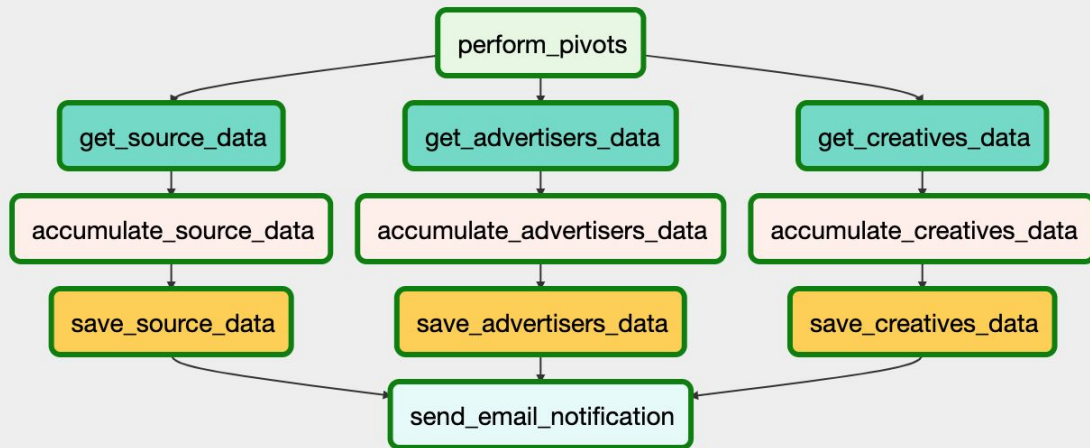 perform_pivots
get_source_data
get_advertisers_data
get_creatives_data
accumulate_source_data
accumulate_advertisers_data
accumulate_creatives_data
save_source_data
save_advertisers_data
save_creatives_data
send_email_notification